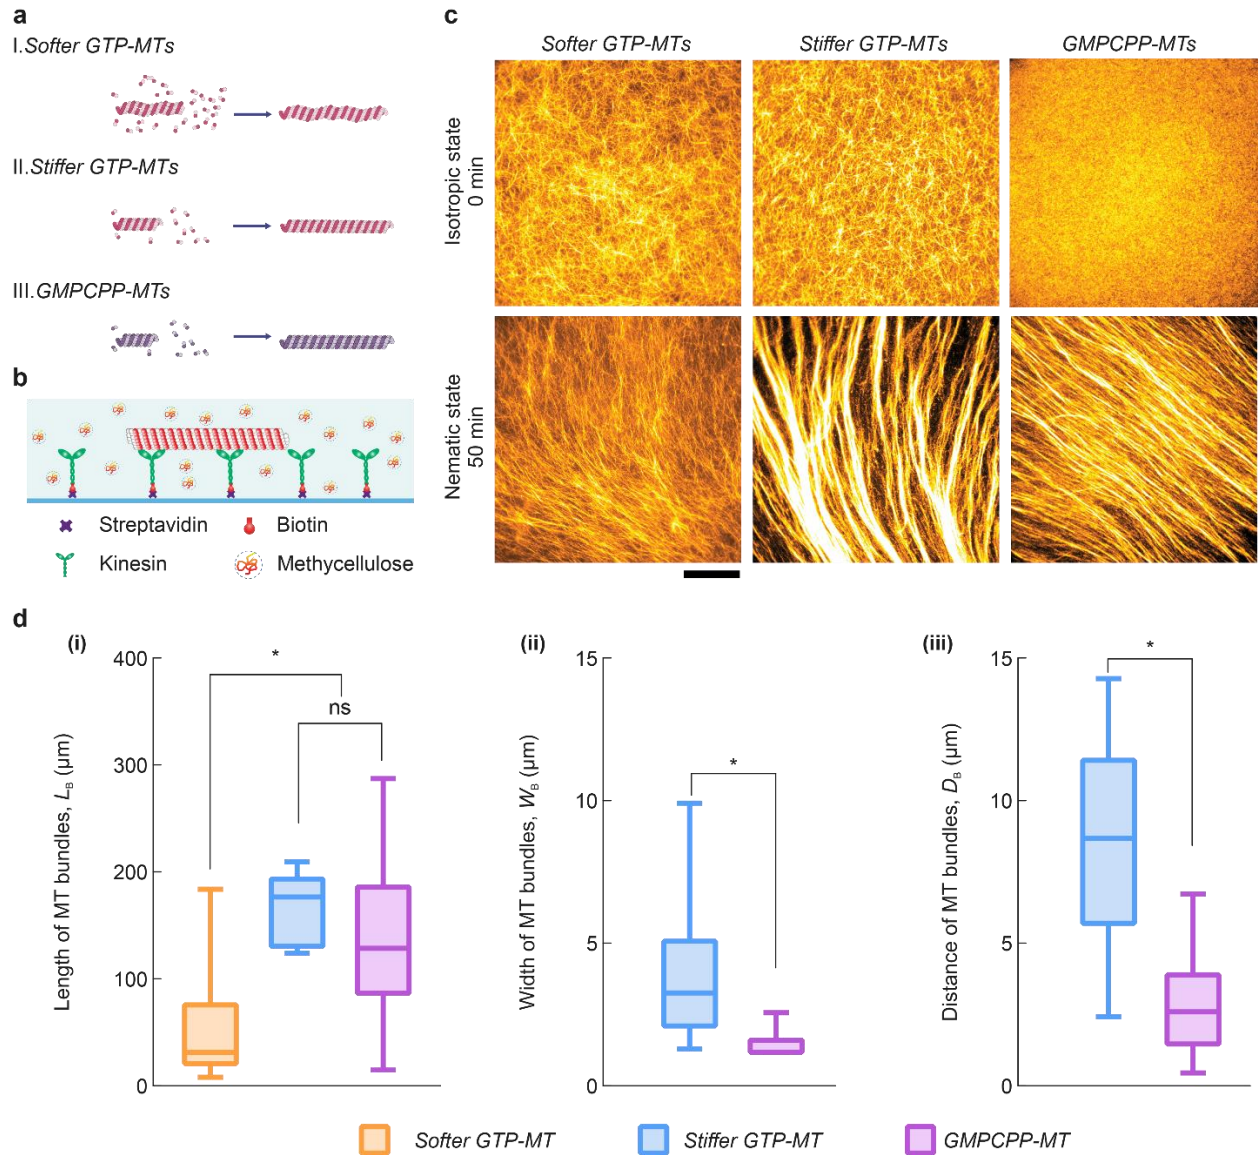 a
I.Softer GTP-MTs
II.Stiffer GTP-MTs
III.GMPCPP-MTs
b
Streptavidin
Biotin
Kinesin
Methycellulose
c
Softer GTP-MTs
Stiffer GTP-MTs
GMPCPP-MTs
Isotropic state
0 min
Nematic state
50 min
d
(i)
400
300
200
100
0
Length of MT bundles, L_B (μm)
*
ns
(ii)
15
10
5
0
Width of MT bundles, W_B (μm)
*
(iii)
15
10
5
0
Distance of MT bundles, D_B (μm)
*
Softer GTP-MT
Stiffer GTP-MT
GMPCPP-MT